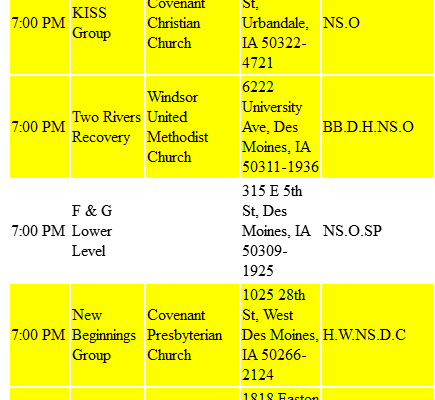 7:00 PM KISS Group Covenant Christian Church St, Urbandale, IA 50322-4721 NS.O
7:00 PM Two Rivers Recovery Windsor United Methodist Church 6222 University Ave, Des Moines, IA 50311-1936 BB.D.H.NS.O
7:00 PM F & G Lower Level 315 E 5th St, Des Moines, IA 50309-1925 NS.O.SP
7:00 PM New Beginnings Group Covenant Presbyterian Church 1025 28th St, West Des Moines, IA 50266-2124 H.W.NS.D.C
1818 Easton